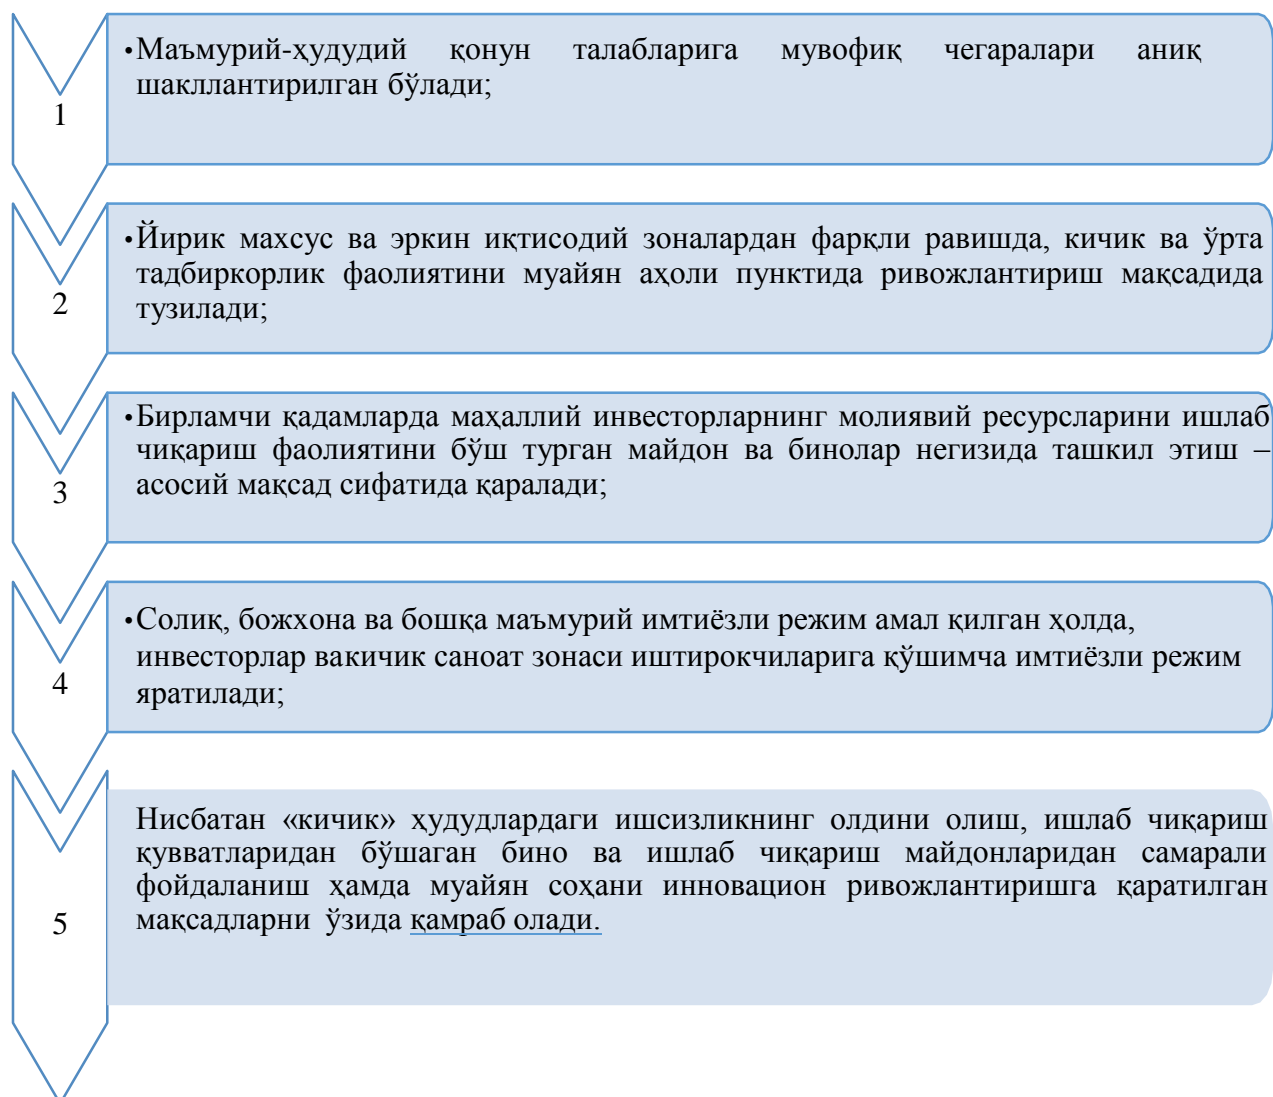 1
•Маъмурий-ҳудудий қонун талабларига мувофиқ чегаралари аниқ
шакллантирилган бўлади;
2
•Йирик махсус ва эркин иқтисодий зоналардан фарқли равишда, кичик ва ўрта
тадбиркорлик фаолиятини муайян аҳоли пунктида ривожлантириш мақсадида
тузилади;
3
•Бирламчи қадамларда маҳаллий инвесторларнинг молиявий ресурсларини ишлаб
чиқариш фаолиятини бўш турган майдон ва бинолар негизида ташкил этиш –
асосий мақсад сифатида қаралади;
4
•Солиқ, божхона ва бошқа маъмурий имтиёзли режим амал қилган ҳолда,
инвесторлар вакичик саноат зонаси иштирокчиларига қўшимча имтиёзли режим
яратилади;
5
Нисбатан «кичик» ҳудудлардаги ишсизликнинг олдини олиш, ишлаб чиқариш
қувватларидан бўшаган бино ва ишлаб чиқариш майдонларидан самарали
фойдаланиш ҳамда муайян соҳани инновацион ривожлантиришга қаратилган
мақсадларни ўзида қамраб олади.